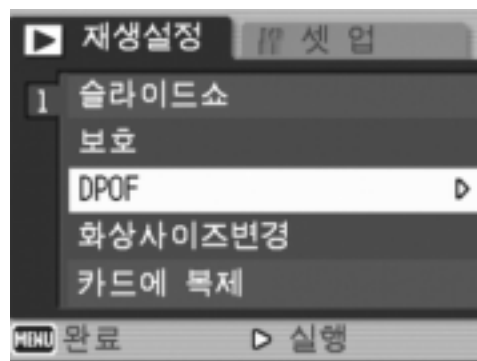 재생설정 셋 업
1 슬라이드쇼
보호
DPOF
화상사이즈변경
카드에 복제
MENU 완료 실행